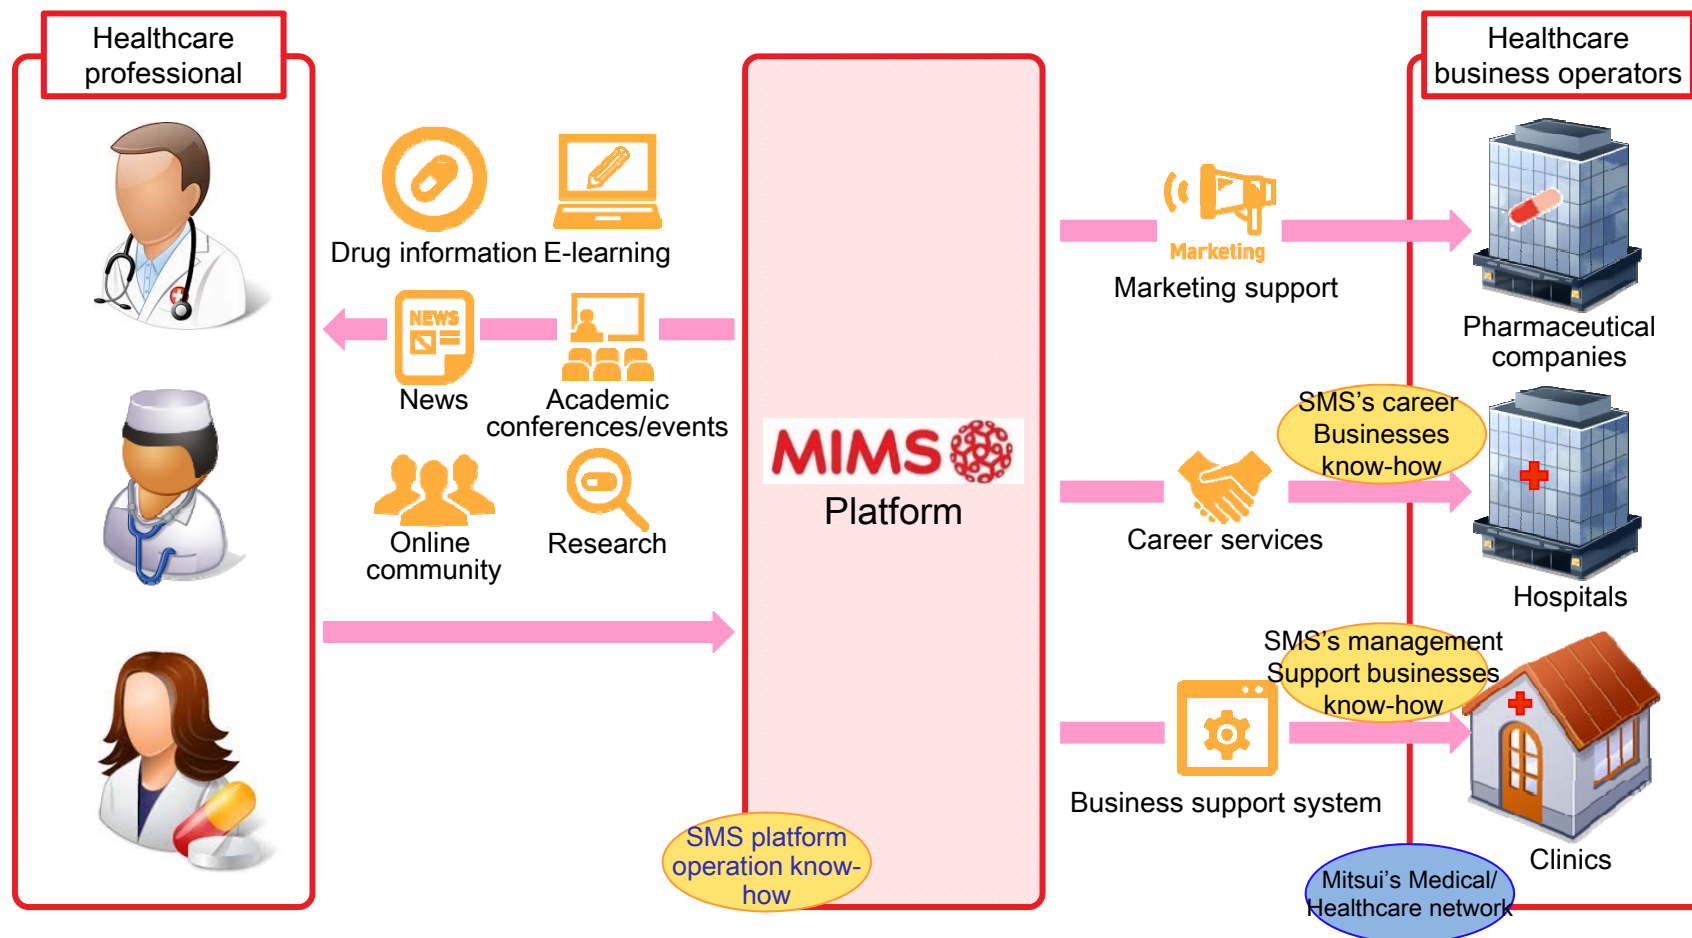 Healthcare
professional
Drug information
E-learning
NEWS
News
Academic
conferences/events
Online
community
Research
MIMS
Platform
SMS platform
operation know-
how
Marketing
Marketing support
Career services
Business support system
Healthcare
business operators
Pharmaceutical
companies
SMS’s career
Businesses
know-how
Hospitals
SMS’s management
Support businesses
know-how
Clinics
Mitsui’s Medical/
Healthcare network